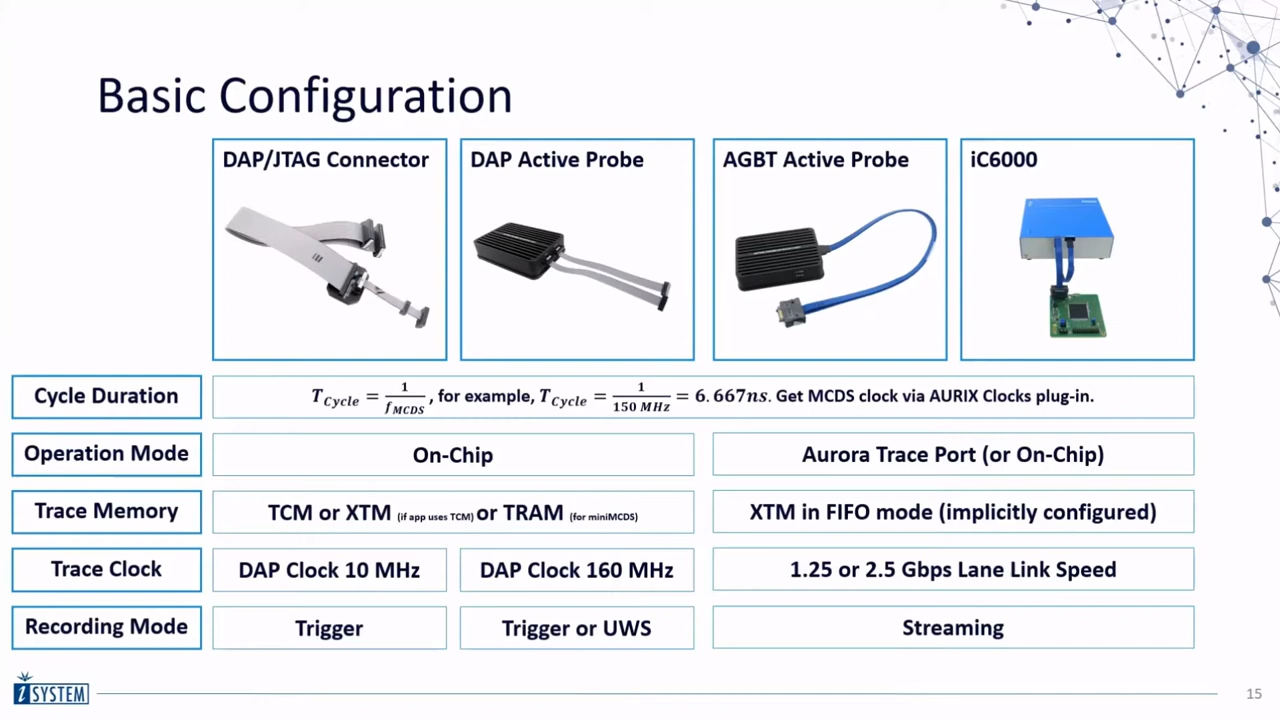 Basic Configuration
DAP/JTAG Connector
DAP Active Probe
AGBT Active Probe
iC6000
Cycle Duration
T_Cycle = 1/f_MCDS, for example, T_Cycle = 1/150 MHz = 6.667ns. Get MCDS clock via AURIX Clocks plug-in.
Operation Mode
On-Chip
Aurora Trace Port (or On-Chip)
Trace Memory
TCM or XTM (if app uses TCM) or TRAM (for miniMCDS)
XTM in FIFO mode (implicitly configured)
Trace Clock
DAP Clock 10 MHz
DAP Clock 160 MHz
1.25 or 2.5 Gbps Lane Link Speed
Recording Mode
Trigger
Trigger or UWS
Streaming
iSYSTEM
15